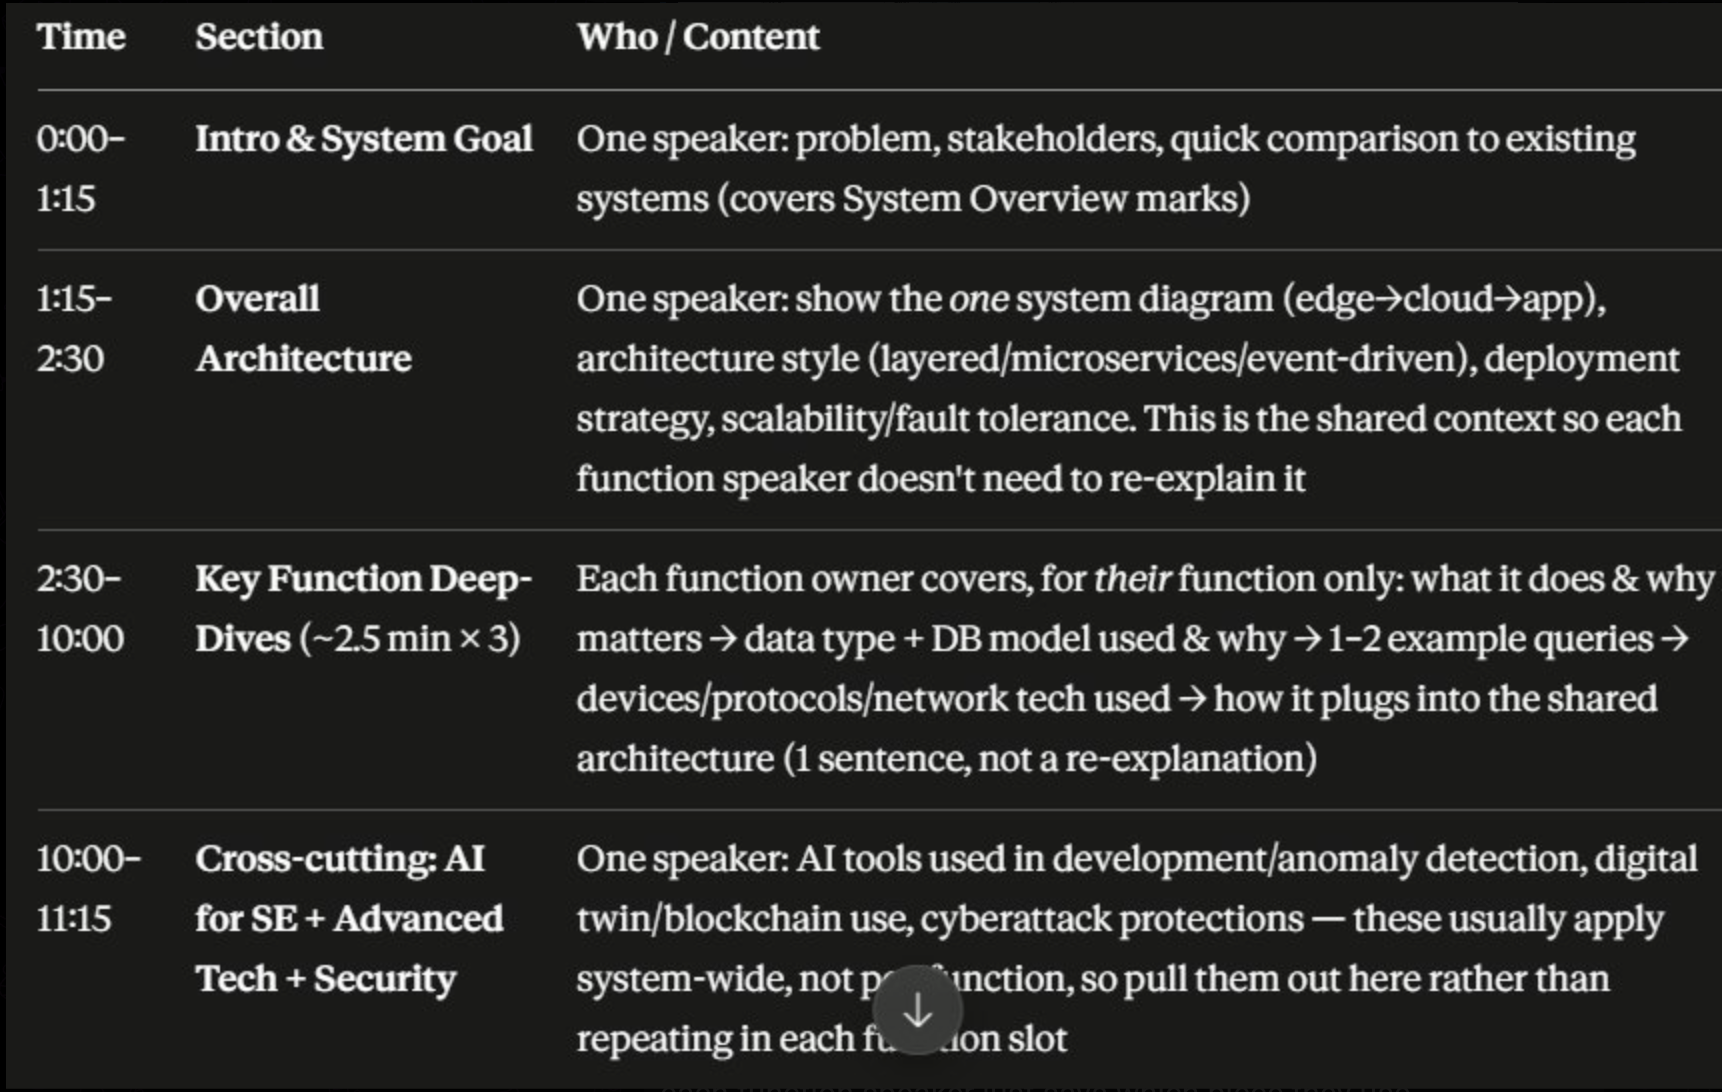 Time Section Who / Content
0:00– Intro & System Goal One speaker: problem, stakeholders, quick comparison to existing
1:15 systems (covers System Overview marks)
1:15– Overall One speaker: show the one system diagram (edge→cloud→app),
2:30 Architecture architecture style (layered/microservices/event-driven), deployment
strategy, scalability/fault tolerance. This is the shared context so each
function speaker doesn't need to re-explain it
2:30– Key Function Deep- Each function owner covers, for their function only: what it does & why
10:00 Dives (~2.5 min × 3) matters → data type + DB model used & why → 1–2 example queries →
devices/protocols/network tech used → how it plugs into the shared
architecture (1 sentence, not a re-explanation)
10:00– Cross-cutting: AI One speaker: AI tools used in development/anomaly detection, digital
11:15 for SE + Advanced twin/blockchain use, cyberattack protections — these usually apply
Tech + Security system-wide, not so pull them out here rather than
repeating in each slot